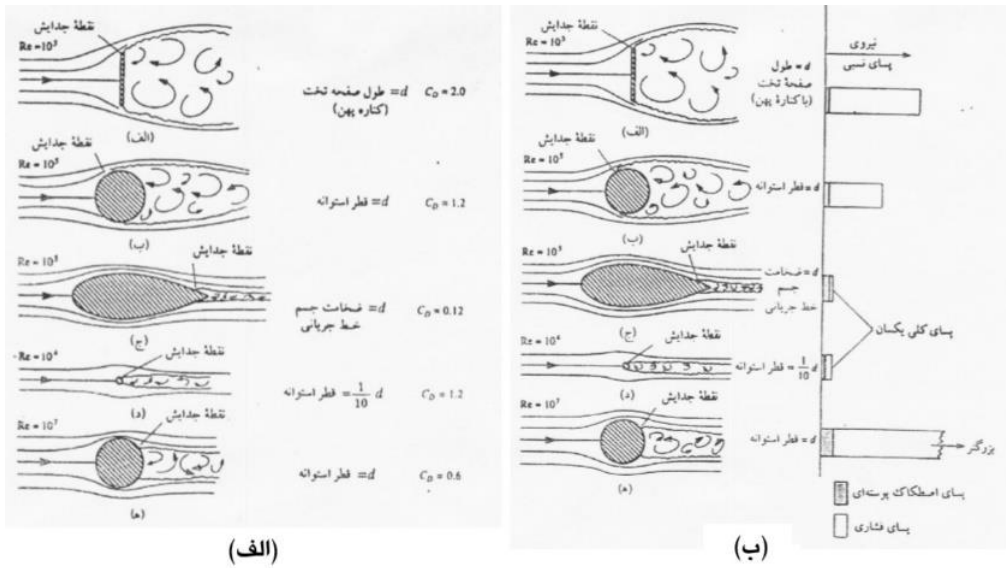 نقطهٔ جدایش
Re = 10⁵
d = طول صفحه تخت
(کناره پهن)
C_D = 2.0
(الف)
نقطهٔ جدایش
Re = 10⁵
d = قطر استوانه
C_D = 1.2
(ب)
نقطهٔ جدایش
Re = 10⁵
d = ضخامت جسم
خط جریانی
C_D = 0.12
(ج)
نقطهٔ جدایش
Re = 10⁴
1/10 d = قطر استوانه
C_D = 1.2
(د)
Re = 10⁷
نقطهٔ جدایش
d = قطر استوانه
C_D = 0.6
(ه)
(الف)
نقطهٔ جدایش
Re = 10⁵
نیروی
پسای نسبی
d = طول
صفحهٔ تخت
(با کنارهٔ پهن)
(الف)
نقطهٔ جدایش
Re = 10⁵
d = قطر استوانه
(ب)
نقطهٔ جدایش
Re = 10⁵
d = ضخامت
جسم
خط جریانی
(ج)
پسای کلی یکسان
Re = 10⁴
نقطهٔ جدایش
1/10 d = قطر استوانه
(د)
Re = 10⁷
نقطهٔ جدایش
d = قطر استوانه
بزرگتر
(ه)
پسای اصطکاک پوسته‌ای
پسای فشاری
(ب)